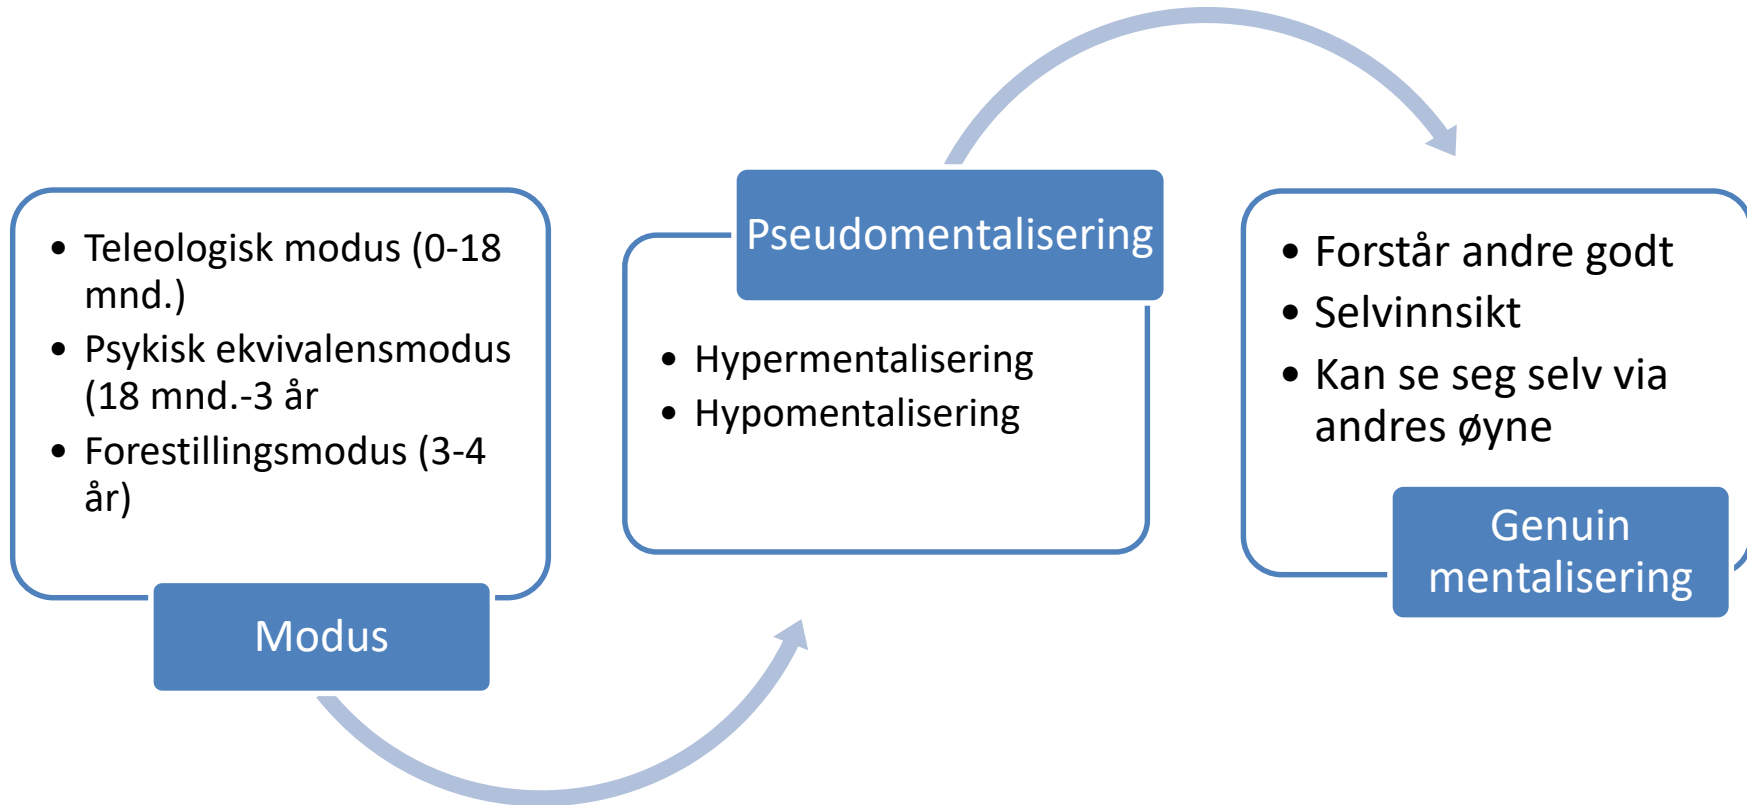 • Teleologisk modus (0-18
mnd.)
• Psykisk ekvivalensmodus
(18 mnd.-3 år
• Forestillingsmodus (3-4
år)
Modus
Pseudomentalisering
• Hypermentalisering
• Hypomentalisering
• Forstår andre godt
• Selvinnsikt
• Kan se seg selv via
andres øyne
Genuin
mentalisering